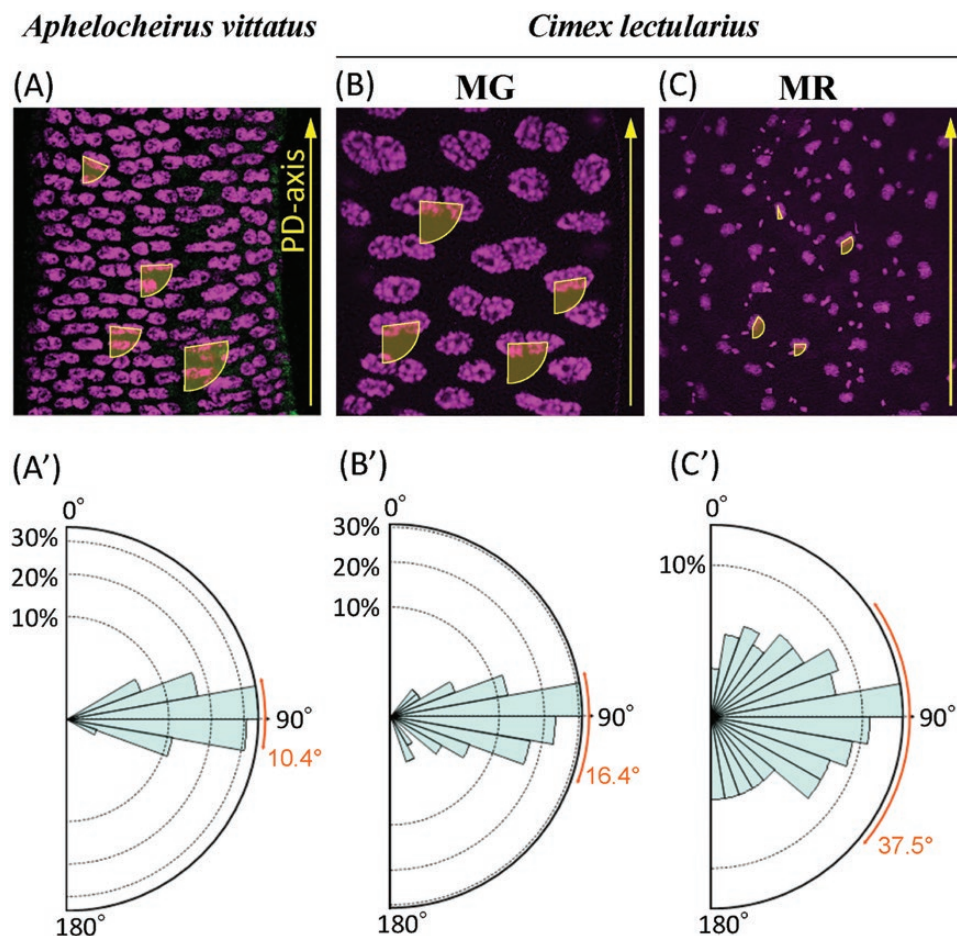 Aphelocheirus vittatus
Cimex lectularius
(A)
(B)
MG
(C)
MR
PD-axis
(A')
(B')
(C')
0°
30%
20%
10%
90°
10.4°
180°
0°
30%
20%
10%
90°
16.4°
180°
0°
10%
90°
37.5°
180°